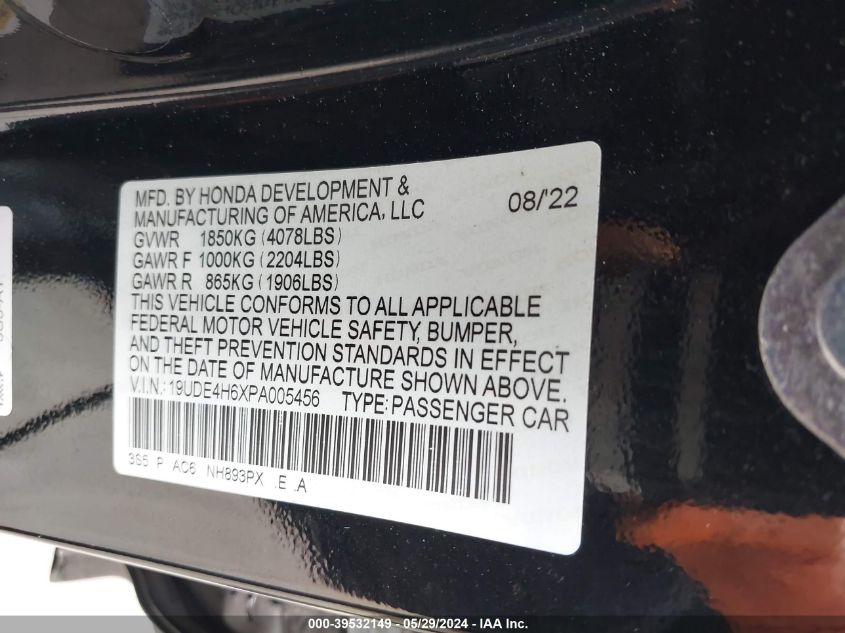 MFD. BY HONDA DEVELOPMENT &
MANUFACTURING OF AMERICA, LLC
08/'22
GVWR 1850KG (4078LBS)
GAWR F 1000KG (2204LBS)
GAWR R 865KG (1906LBS)
THIS VEHICLE CONFORMS TO ALL APPLICABLE
FEDERAL MOTOR VEHICLE SAFETY, BUMPER,
AND THEFT PREVENTION STANDARDS IN EFFECT
ON THE DATE OF MANUFACTURE SHOWN ABOVE.
V.I.N.: 19UDE4H6XPA005456 TYPE: PASSENGER CAR
3S5 P AC6 NH893PX .E .A
000-39532149 - 05/29/2024 - IAA, Inc.